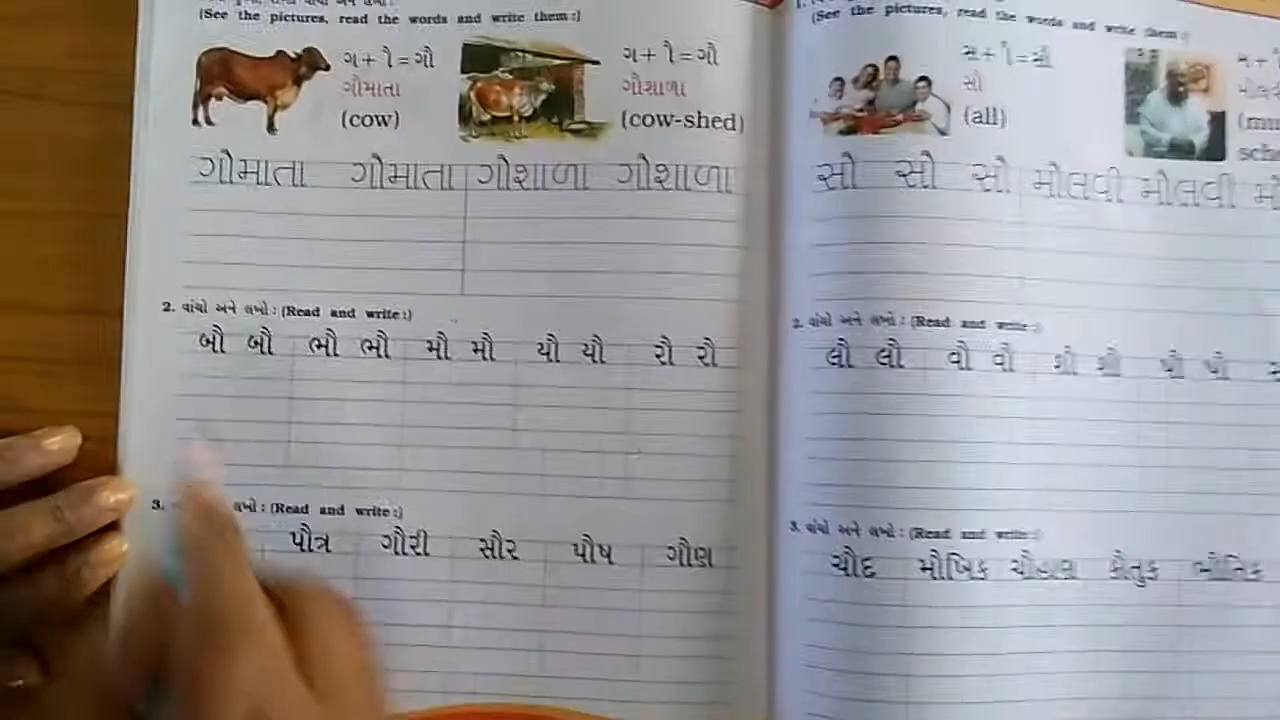 (See the pictures, read the words and write them :)
ગ + ૌ = ગૌ
ગૌમાતા
(cow)
ગ + ૌ = ગૌ
ગૌશાળા
(cow-shed)
ગૌમાતા ગૌમાતા ગૌશાળા ગૌશાળા
2. વાંચો અને લખો : (Read and write :)
બૌ બૌ ભૌ ભૌ મૌ મૌ યૌ યૌ રૌ રૌ
3. લખો : (Read and write :)
પૌત્ર ગૌરી સૌર પૌષ ગૌણ
1.
(See the pictures, read the words and write them :)
સ + ૌ = સૌ
સૌ
(all)
સૌ સૌ સૌ મૌલવી મૌલવી
2. વાંચો અને લખો : (Read and write :)
લૌ લૌ વૌ વૌ શૌ શૌ ષૌ ષૌ
3. વાંચો અને લખો : (Read and write :)
ચૌદ મૌખિક ચૌહાણ કૌતુક ભૌતિક